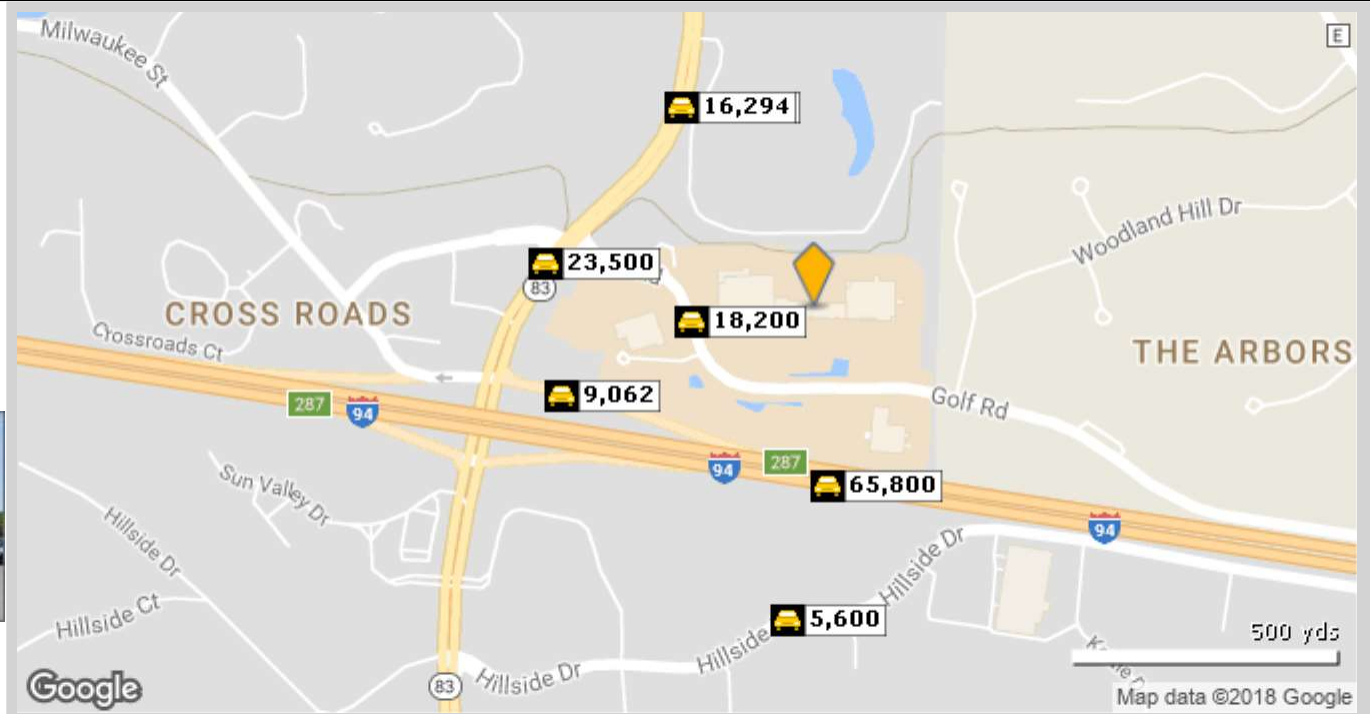 Milwaukee St
E
16,294
Woodland Hill Dr
23,500
83
CROSS ROADS
18,200
Crossroads Ct
THE ARBORS
9,062
287
94
Golf Rd
94
287
65,800
Sun Valley Dr
94
Hillside Dr
Hillside Dr
Hillside Ct
5,600
Hillside
500 yds
83
Hillside Dr
Google
Map data ©2018 Google